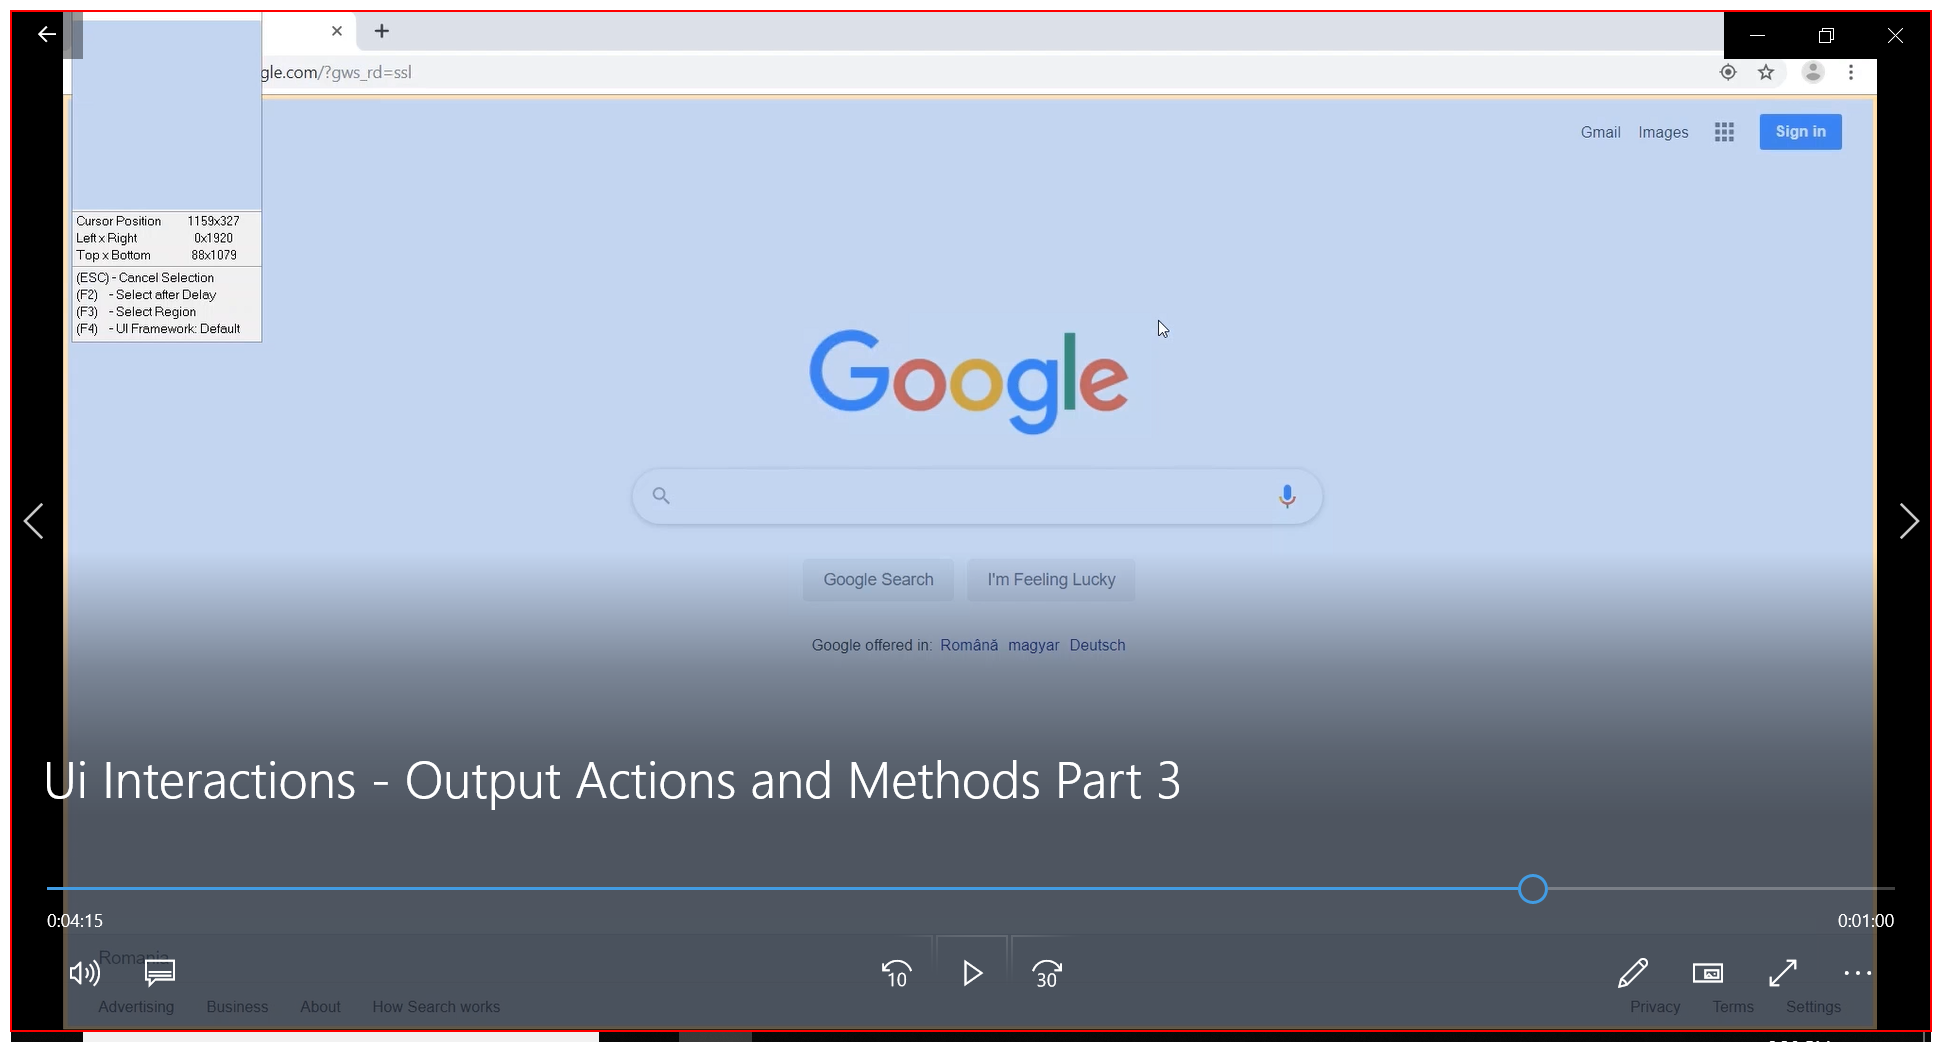 gle.com/?gws_rd=ssl
Gmail Images Sign in
Cursor Position 1159x327
Left x Right 0x1920
Top x Bottom 88x1079
(ESC) - Cancel Selection
(F2) - Select after Delay
(F3) - Select Region
(F4) - UI Framework: Default
Google
Google Search I'm Feeling Lucky
Google offered in: Română magyar Deutsch
Ui Interactions - Output Actions and Methods Part 3
0:04:15 0:01:00
Romania
10 30
Advertising Business About How Search works Privacy Terms Settings